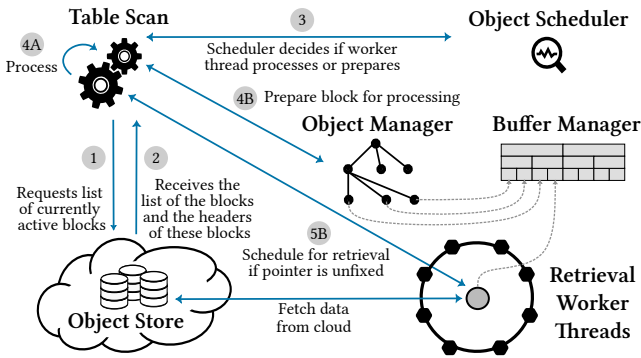 Table Scan
3
Object Scheduler
4A
Process
Scheduler decides if worker
thread processes or prepares
4B
Prepare block for processing
Object Manager
Buffer Manager
1
2
Requests list
of currently
active blocks
Receives the
list of the blocks
and the headers
of these blocks
5B
Schedule for retrieval
if pointer is unfixed
Object Store
Fetch data
from cloud
Retrieval
Worker
Threads